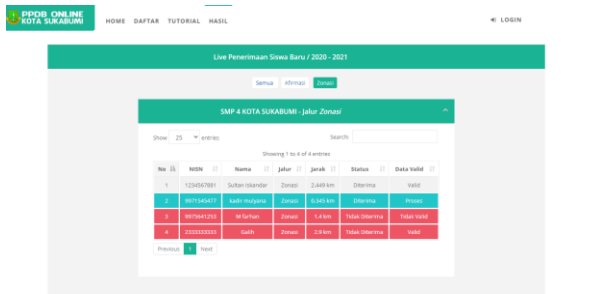 PPDB ONLINE
KOTA SUKABUMI
HOME DAFTAR TUTORIAL HASIL LOGIN
Live Penerimaan Siswa Baru / 2020 - 2021
Semua Afirmasi Zonasi
SMP 4 KOTA SUKABUMI - Jalur Zonasi
Show 25 entries Search:
Showing 1 to 4 of 4 entries
No NISN Nama Jalur Jarak Status Data Valid
1 1234567881 Sultan iskandar Zonasi 2.449 km Diterima Valid
2 0071545417 kadir mulyana Zonasi 6.345 km Diterima Proses
3 0075641253 M farhan Zonasi 1.4 km Tidak Diterima Tidak Valid
4 2333333333 Galih Zonasi 2.9 km Tidak Diterima Valid
Previous 1 Next